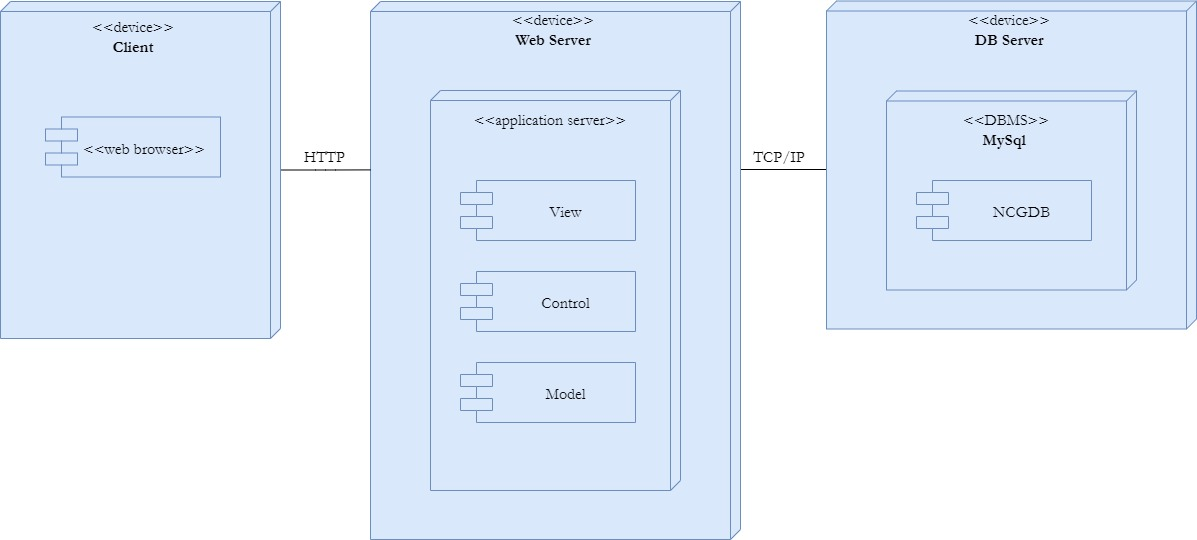 <<device>>
Client
<<web browser>>
HTTP
<<device>>
Web Server
<<application server>>
View
Control
Model
TCP/IP
<<device>>
DB Server
<<DBMS>>
MySql
NCGDB